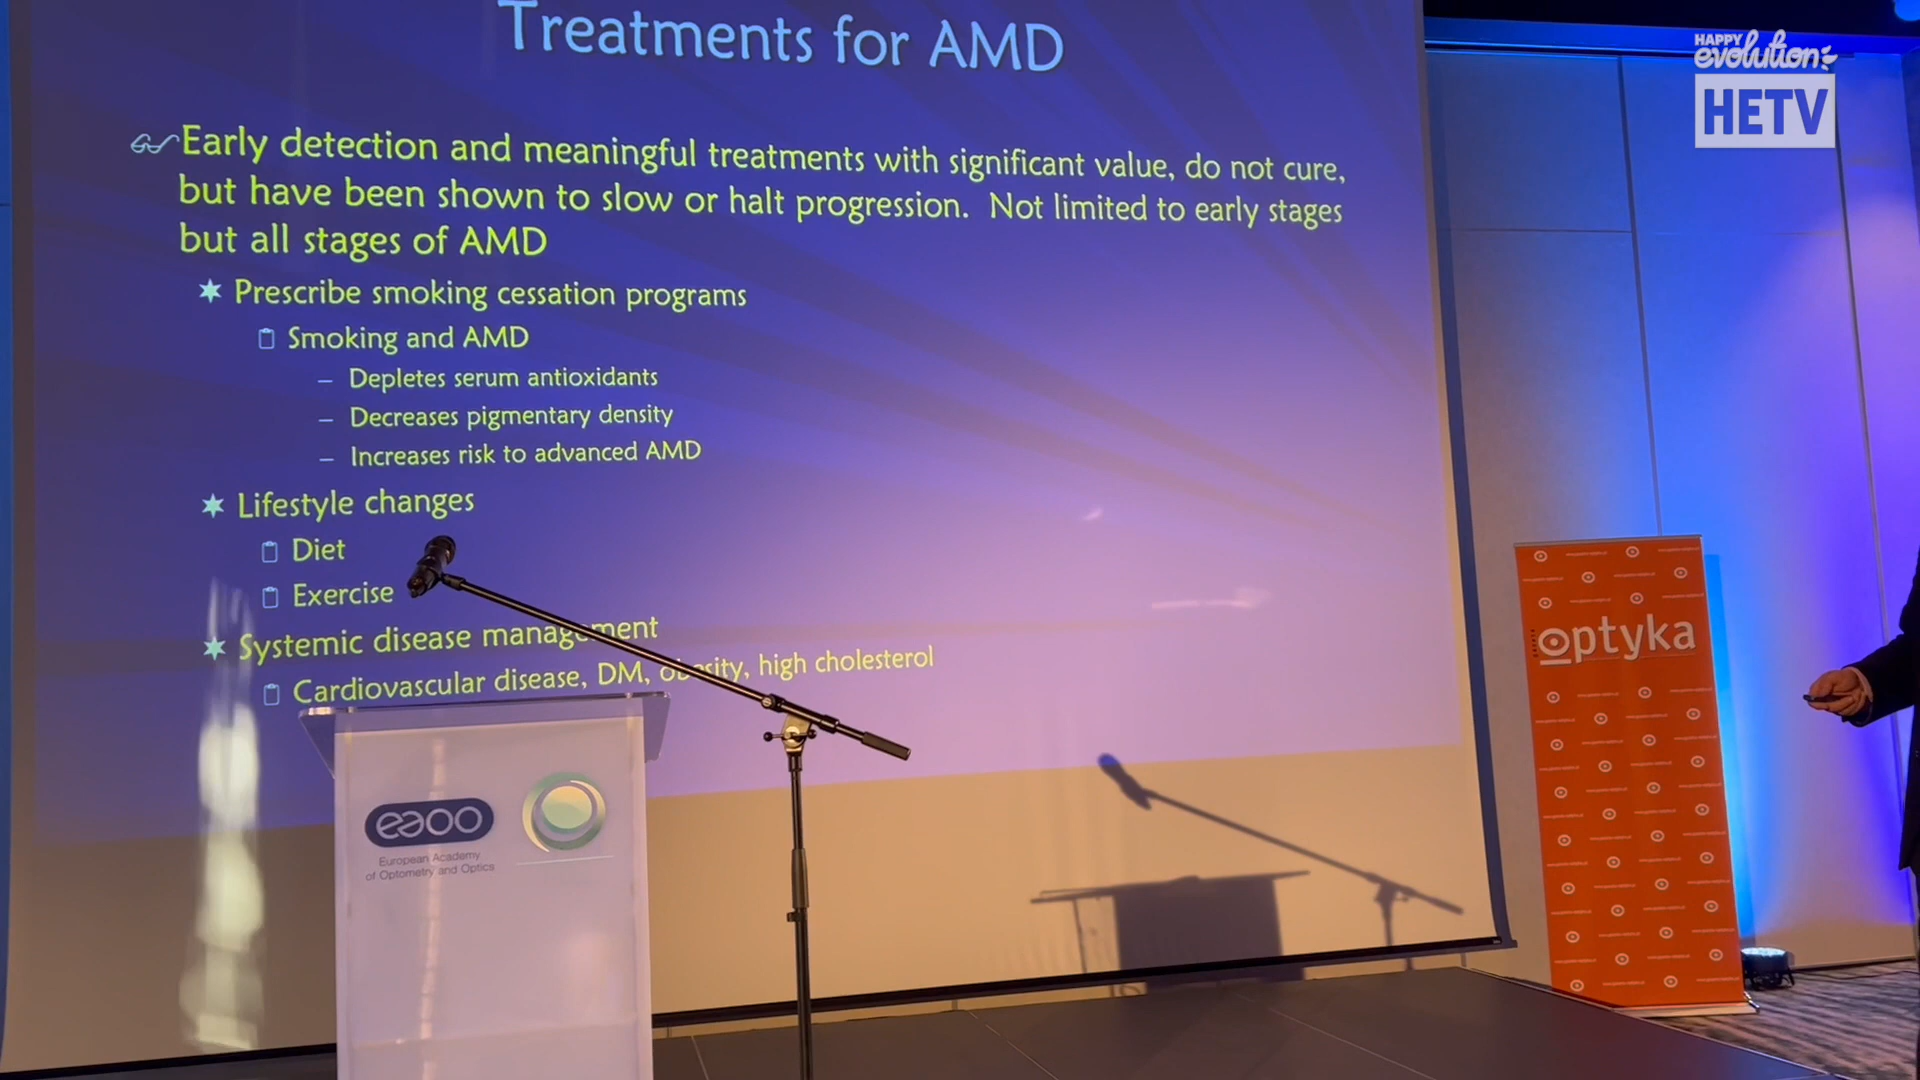 Treatments for AMD
HAPPY
evolution
HETV
Early detection and meaningful treatments with significant value, do not cure,
but have been shown to slow or halt progression. Not limited to early stages
but all stages of AMD
Prescribe smoking cessation programs
Smoking and AMD
– Depletes serum antioxidants
– Decreases pigmentary density
– Increases risk to advanced AMD
Lifestyle changes
Diet
Exercise
Systemic disease management
Cardiovascular disease, DM, obesity, high cholesterol
optyka
eaoo
European Academy
of Optometry and Optics